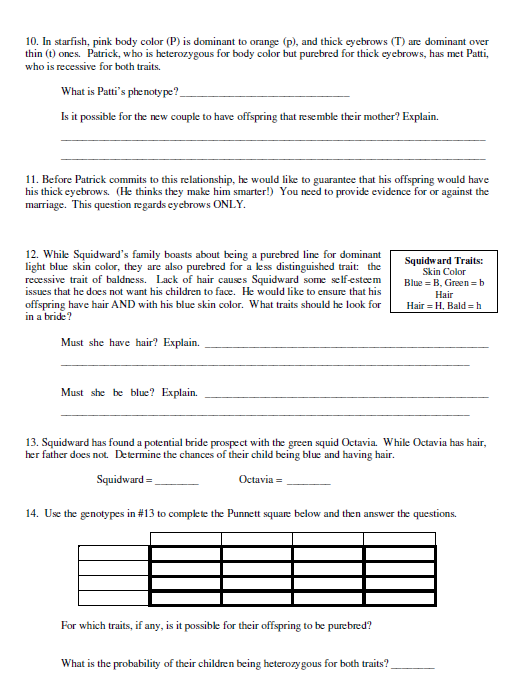 10. In starfish, pink body color (P) is dominant to orange (p), and thick eyebrows (T) are dominant over
thin (t) ones. Patrick, who is heterozygous for body color but purebred for thick eyebrows, has met Patti,
who is recessive for both traits.
What is Patti's phenotype?
Is it possible for the new couple to have offspring that resemble their mother? Explain.
11. Before Patrick commits to this relationship, he would like to guarantee that his offspring would have
his thick eyebrows. (He thinks they make him smarter!) You need to provide evidence for or against the
marriage. This question regards eyebrows ONLY.
12. While Squidward's family boasts about being a purebred line for dominant
light blue skin color, they are also purebred for a less distinguished trait: the
recessive trait of baldness. Lack of hair causes Squidward some self-esteem
issues that he does not want his children to face. He would like to ensure that his
offspring have hair AND with his blue skin color. What traits should he look for
in a bride?
Squidward Traits:
Skin Color
Blue = B, Green = b
Hair
Hair = H, Bald = h
Must she have hair? Explain.
Must she be blue? Explain.
13. Squidward has found a potential bride prospect with the green squid Octavia. While Octavia has hair,
her father does not. Determine the chances of their child being blue and having hair.
Squidward =
Octavia =
14. Use the genotypes in #13 to complete the Punnett square below and then answer the questions.
For which traits, if any, is it possible for their offspring to be purebred?
What is the probability of their children being heterozygous for both traits?